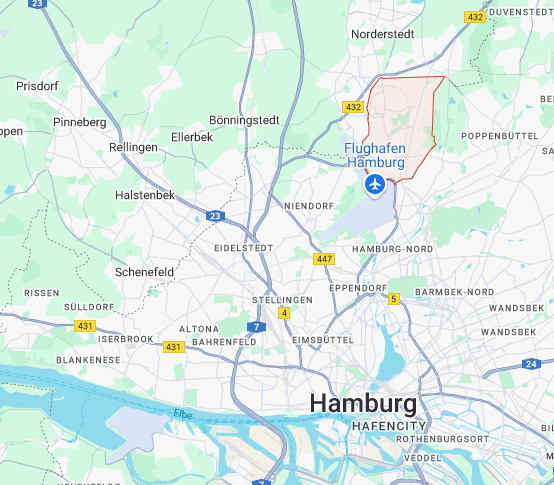 23
432
DUVENSTEDT
Norderstedt
Prisdorf
432
Pinneberg
Bönningstedt
Ellerbek
Rellingen
POPPENBÜTTEL
Flughafen
Hamburg
Halstenbek
NIENDORF
23
EIDELSTEDT
HAMBURG-NORD
447
Schenefeld
RISSEN
EPPENDORF
BARMBEK-NORD
STELLINGEN
5
SÜLLDORF
4
WANDSBEK
431
ALTONA
7
WANDSBEK
ISERBROOK
BAHRENFELD
EIMSBÜTTEL
431
BLANKENESE
24
Hamburg
Elbe
HAFENCITY
ROTHENBURGSORT
VEDDEL
7